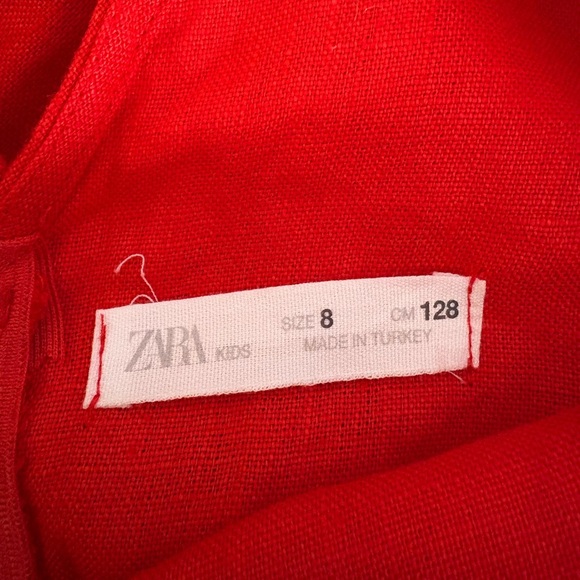 ZARA KIDS SIZE 8 CM 128
MADE IN TURKEY